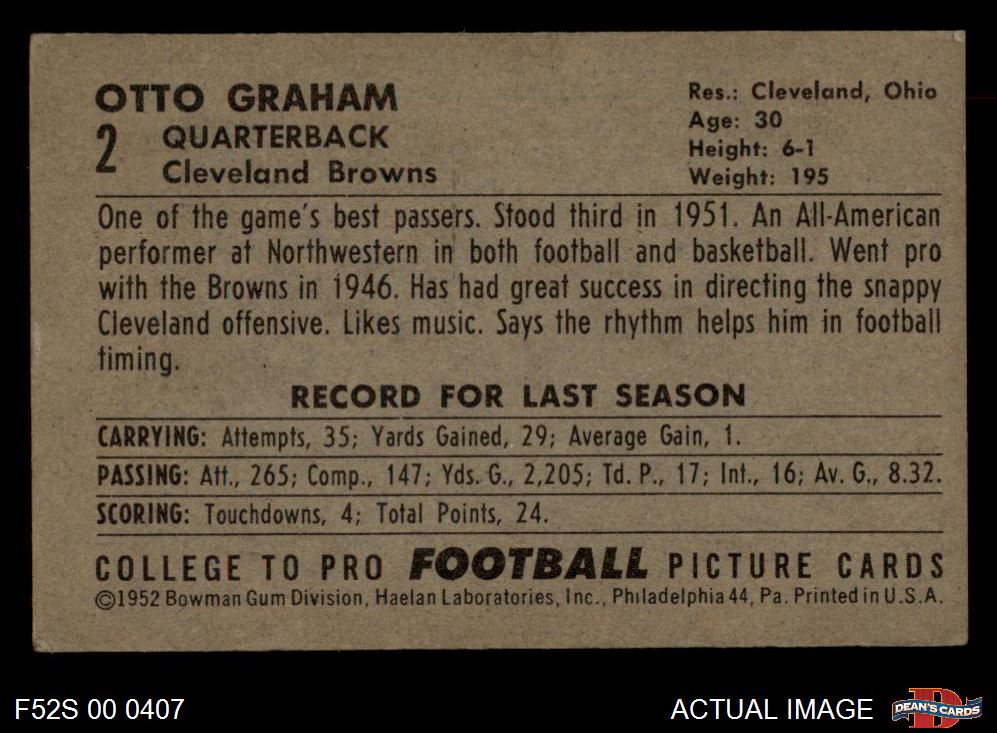 OTTO GRAHAM
2 QUARTERBACK
Cleveland Browns
Res.: Cleveland, Ohio
Age: 30
Height: 6-1
Weight: 195
One of the game's best passers. Stood third in 1951. An All-American
performer at Northwestern in both football and basketball. Went pro
with the Browns in 1946. Has had great success in directing the snappy
Cleveland offensive. Likes music. Says the rhythm helps him in football
timing.
RECORD FOR LAST SEASON
CARRYING: Attempts, 35; Yards Gained, 29; Average Gain, 1.
PASSING: Att., 265; Comp., 147; Yds. G., 2,205; Td. P., 17; Int., 16; Av. G., 8.32.
SCORING: Touchdowns, 4; Total Points, 24.
COLLEGE TO PRO FOOTBALL PICTURE CARDS
©1952 Bowman Gum Division, Haelan Laboratories, Inc., Philadelphia 44, Pa. Printed in U.S.A.
F52S 00 0407
ACTUAL IMAGE
D
DEAN'S CARDS